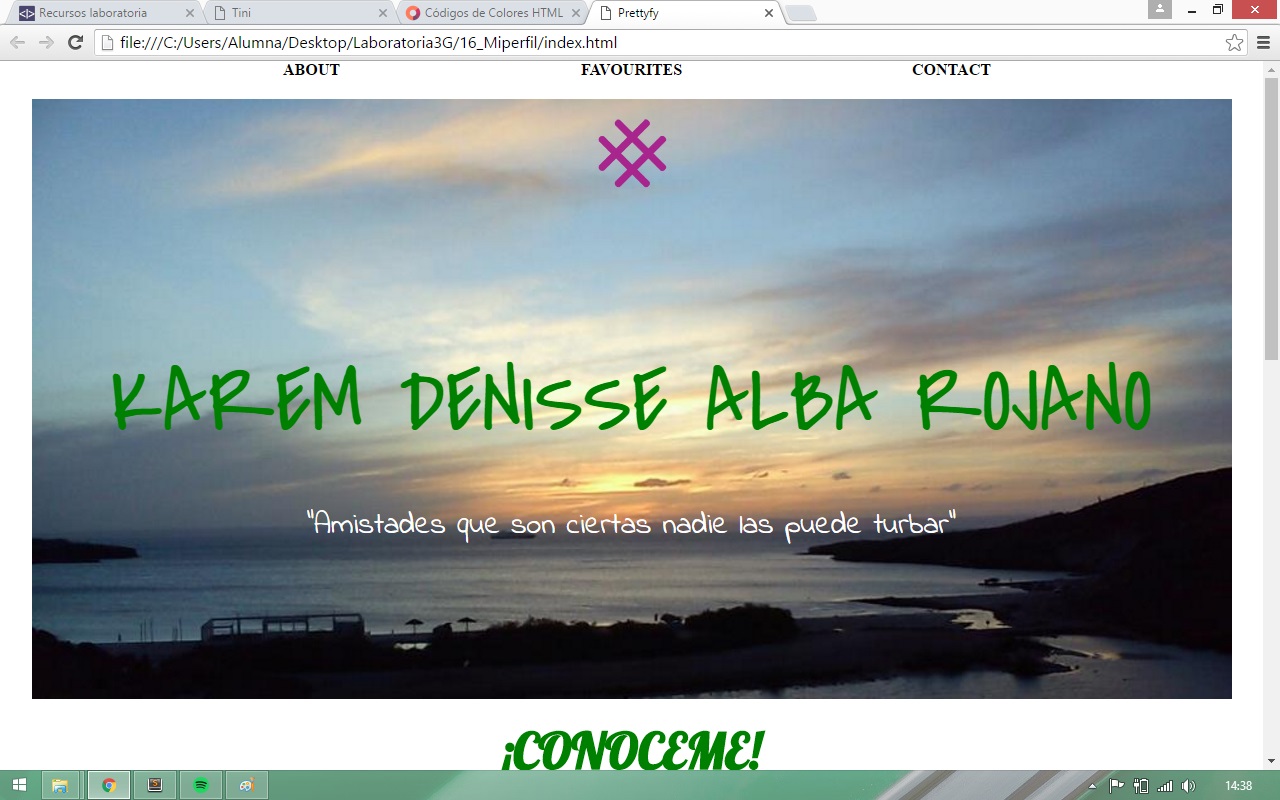 Recursos laboratoria
Tini
Códigos de Colores HTML
Prettyfy
file:///C:/Users/Alumna/Desktop/Laboratoria3G/16_Miperfil/index.html
ABOUT FAVOURITES CONTACT
KAREM DENISSE ALBA ROJANO
"Amistades que son ciertas nadie las puede turbar"
¡CONOCEME!
14:38